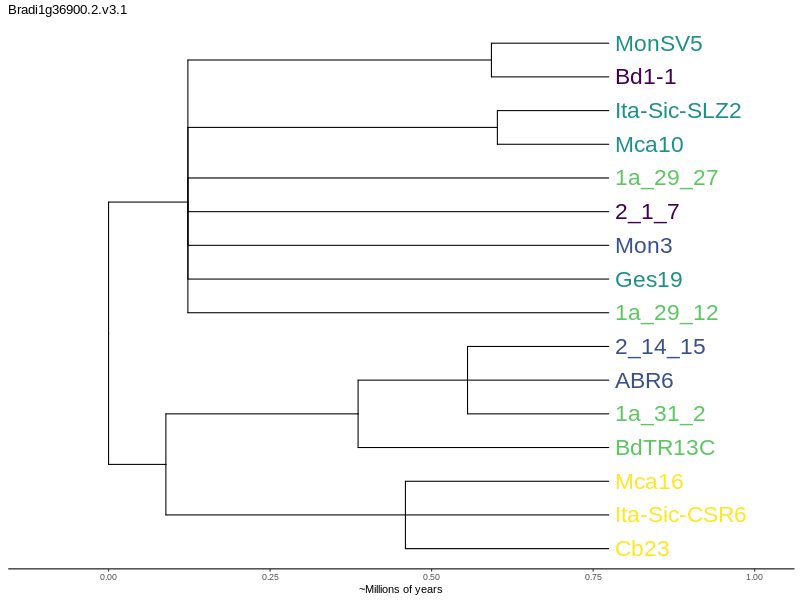 Bradi1g36900.2.v3.1
MonSV5
Bd1-1
Ita-Sic-SLZ2
Mca10
1a_29_27
2_1_7
Mon3
Ges19
1a_29_12
2_14_15
ABR6
1a_31_2
BdTR13C
Mca16
Ita-Sic-CSR6
Cb23
0.00 0.25 0.50 0.75 1.00
~Millions of years